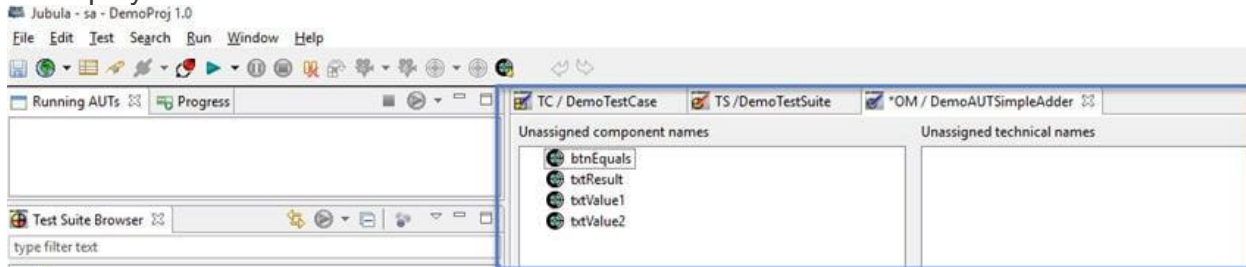 Jubula - sa - DemoProj 1.0
File Edit Test Search Run Window Help
Running AUTs Progress
TC / DemoTestCase TS /DemoTestSuite *OM / DemoAUTSimpleAdder
Unassigned component names Unassigned technical names
btnEquals
txtResult
txtValue1
txtValue2
Test Suite Browser
type filter text